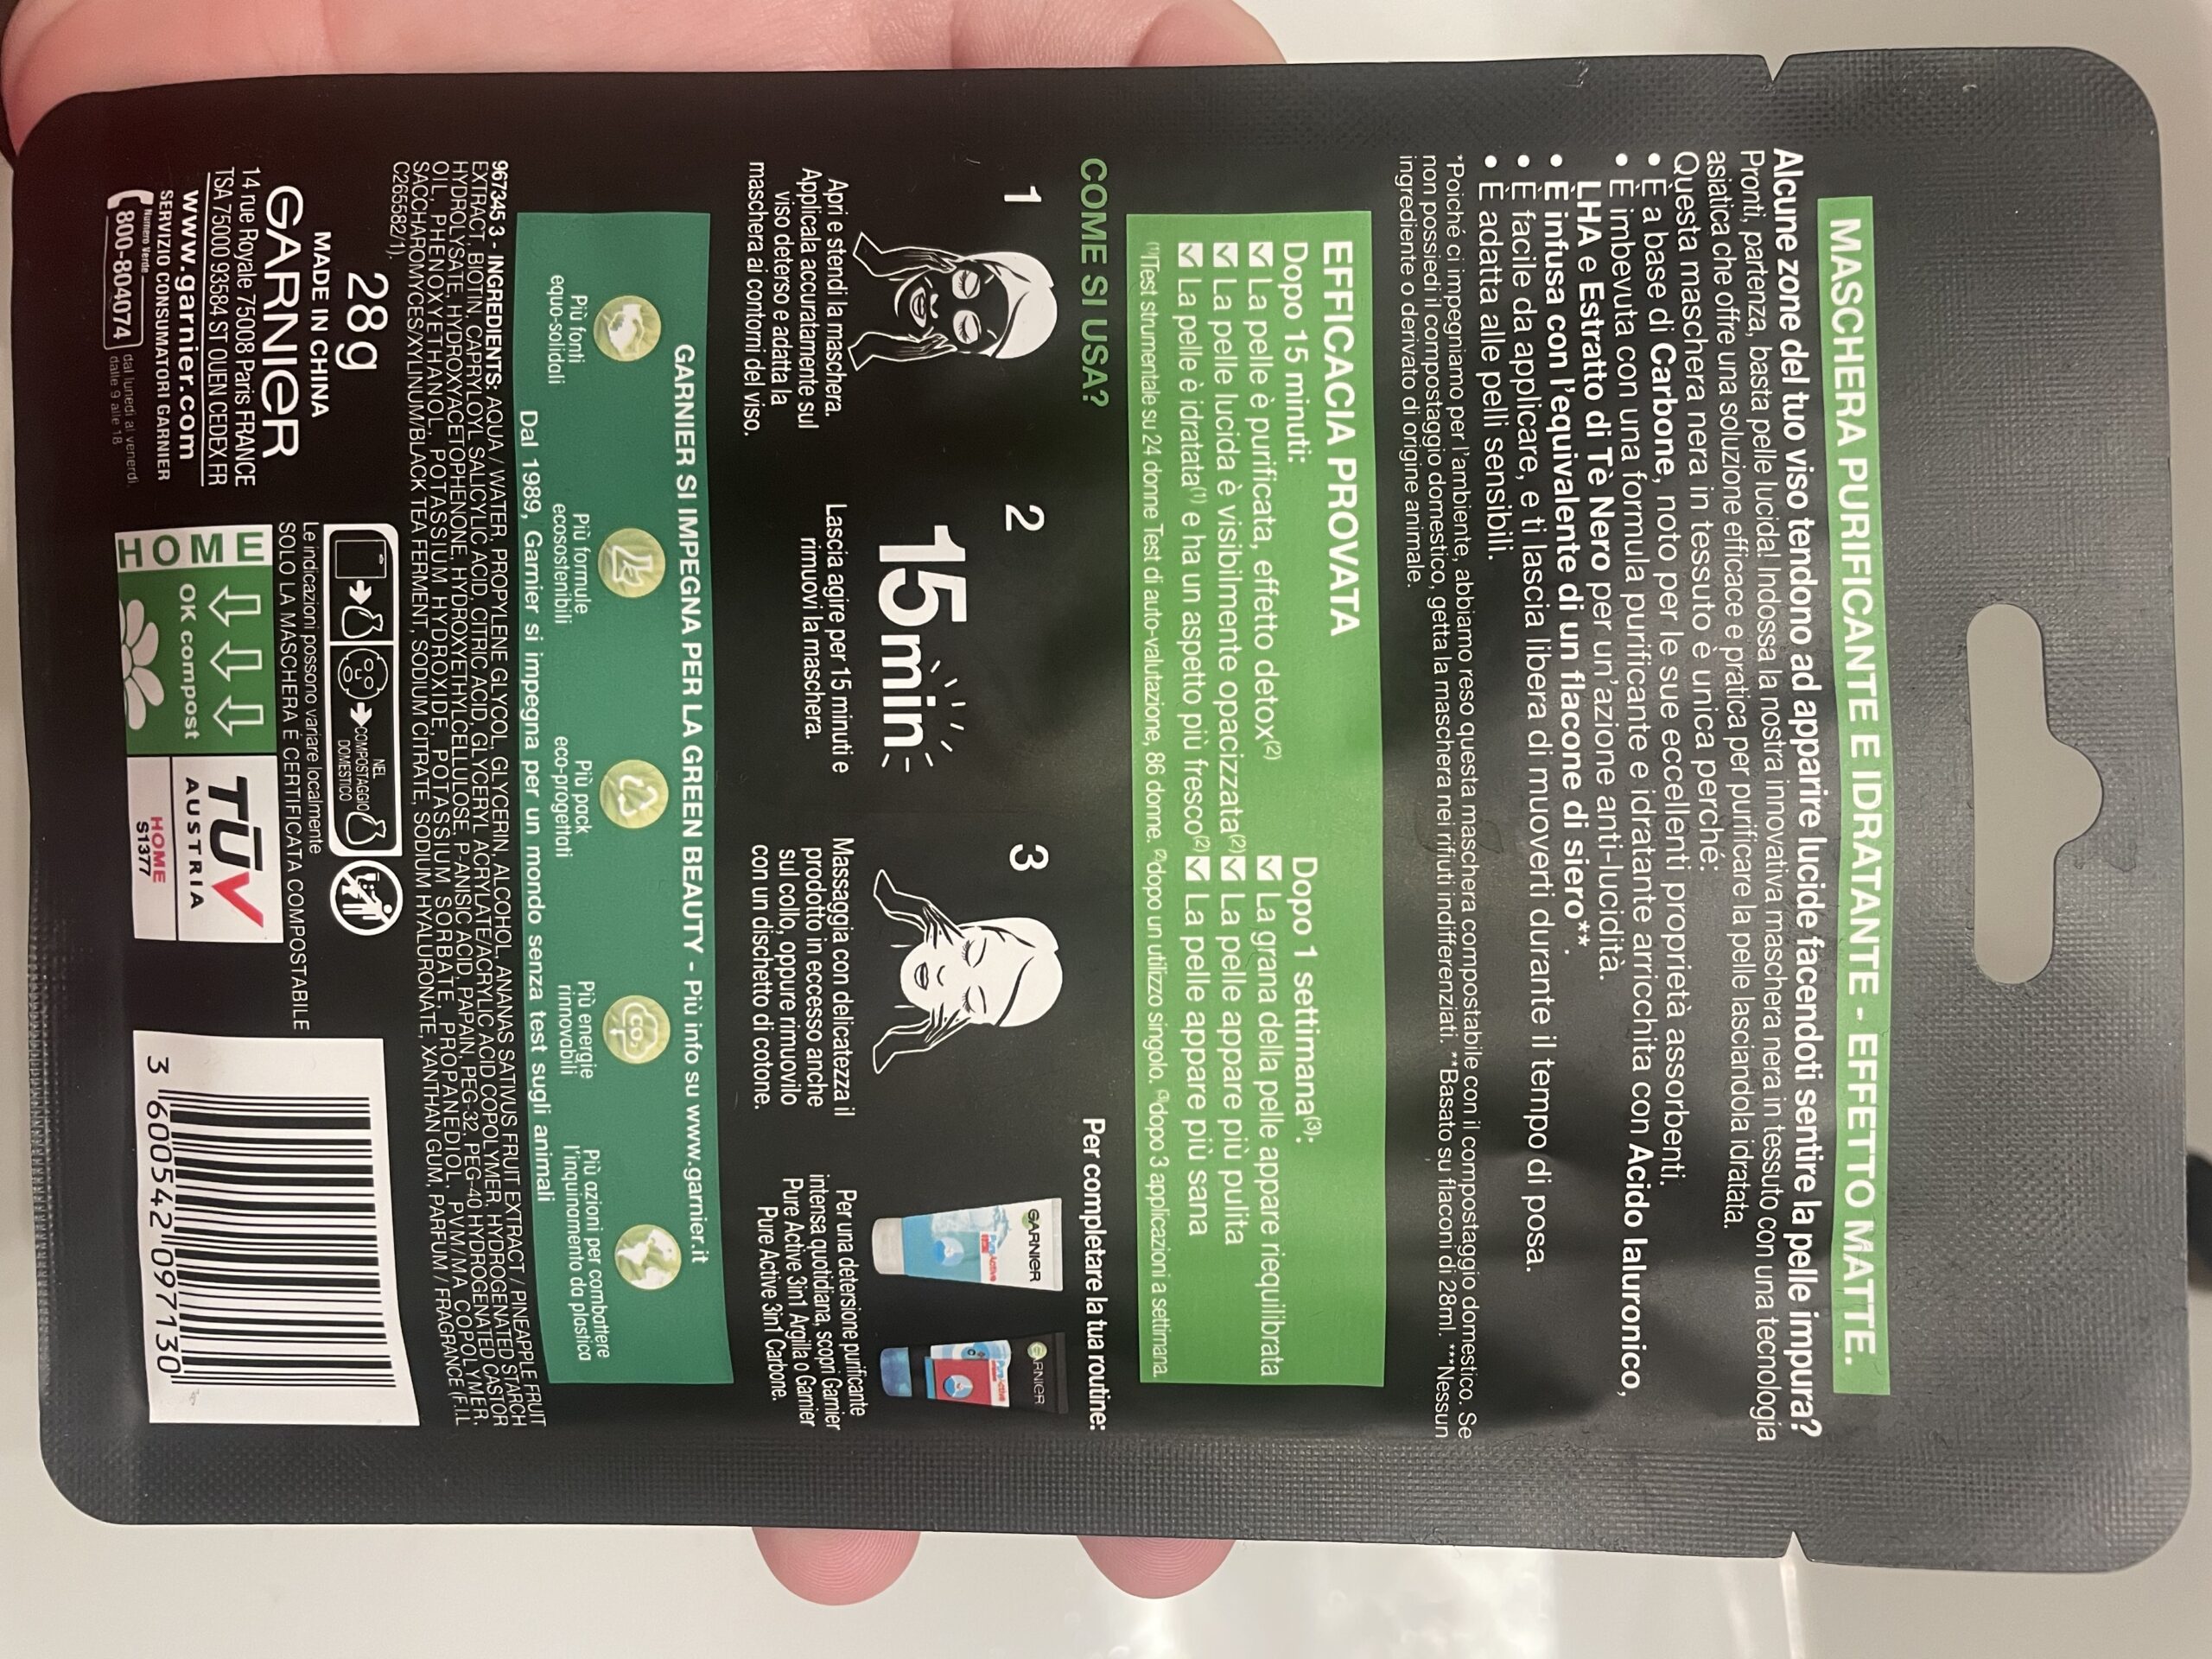 MASCHERA PURIFICANTE E IDRATANTE - EFFETTO MATTE.
Alcune zone del tuo viso tendono ad apparire lucide facendoti sentire la pelle impura?
Pronti, partenza, basta pelle lucida! Indossa la nostra innovativa maschera nera in tessuto con una tecnologia
asiatica che offre una soluzione efficace e pratica per purificare la pelle lasciandola idratata.
Questa maschera nera in tessuto è unica perché:
• È a base di Carbone, noto per le sue eccellenti proprietà assorbenti.
• È imbevuta con una formula purificante e idratante arricchita con Acido Ialuronico,
LHA e Estratto di Tè Nero per un'azione anti-lucidità.
• È infusa con l'equivalente di un flacone di siero**.
• È facile da applicare, e ti lascia libera di muoverti durante il tempo di posa.
• È adatta alle pelli sensibili.
*Poiché ci impegniamo per l'ambiente, abbiamo reso questa maschera compostabile con il compostaggio domestico. Se
non possiedi il compostaggio domestico, getta la maschera nei rifiuti indifferenziati. **Basato su flaconi di 28ml. ***Nessun
ingrediente o derivato di origine animale.
EFFICACIA PROVATA
Dopo 15 minuti:
☑ La pelle è purificata, effetto detox(2)
☑ La pelle lucida è visibilmente opacizzata(2)
☑ La pelle è idratata(1) e ha un aspetto più fresco(2)
Dopo 1 settimana(3):
☑ La grana della pelle appare riequilibrata
☑ La pelle appare più pulita
☑ La pelle appare più sana
(1)Test strumentale su 24 donne Test di auto-valutazione, 86 donne. (2)dopo un utilizzo singolo. (3)dopo 3 applicazioni a settimana.
COME SI USA?
1
Apri e stendi la maschera.
Applicala accuratamente sul
viso deterso e adatta la
maschera ai contorni del viso.
2
15min
Lascia agire per 15 minuti e
rimuovi la maschera.
3
Massaggia con delicatezza il
prodotto in eccesso anche
sul collo, oppure rimuovilo
con un dischetto di cotone.
Per completare la tua routine:
GARNIER
PureActive
GARNIER
PureActive
Per una detersione purificante
intensa quotidiana, scopri Garnier
Pure Active 3in1 Argilla o Garnier
Pure Active 3in1 Carbone.
GARNIER SI IMPEGNA PER LA GREEN BEAUTY - Più info su www.garnier.it
Più fonti
equo-solidali
Più formule
ecosostenibili
Più pack
eco-progettati
CO2
Più energie
rimovabili
Più azioni per combattere
l'inquinamento da plastica
Dal 1989, Garnier si impegna per un mondo senza test sugli animali
967345 3 - INGREDIENTS: AQUA / WATER, PROPYLENE GLYCOL, GLYCERIN, ALCOHOL, ANANAS SATIVUS FRUIT EXTRACT / PINEAPPLE FRUIT
EXTRACT, BIOTIN, CAPRYLOYL SALICYLIC ACID, CITRIC ACID, GLYCERYL ACRYLATE/ACRYLIC ACID COPOLYMER, HYDROGENATED STARCH
HYDROLYSATE, HYDROXYACETOPHENONE, HYDROXYETHYLCELLULOSE, P-ANISIC ACID, PAPAIN, PEG-32, PEG-40 HYDROGENATED CASTOR
OIL, PHENOXYETHANOL, POTASSIUM HYDROXIDE, POTASSIUM SORBATE, PROPANEDIOL, PVM/MA COPOLYMER,
SACCHAROMYCES/XYLINUM/BLACK TEA FERMENT, SODIUM CITRATE, SODIUM HYALURONATE, XANTHAN GUM, PARFUM / FRAGRANCE (F.I.L.
C265582/1).
28g
MADE IN CHINA
GARNIER
14 rue Royale 75008 Paris FRANCE
TSA 75000 93584 ST OUEN CEDEX FR
www.garnier.com
SERVIZIO CONSUMATORI GARNIER
Numero Verde
800-804074
dal lunedì al venerdì,
dalle 9 alle 18
NEL
COMPOSTAGGIO
DOMESTICO
Le indicazioni possono variare localmente
SOLO LA MASCHERA È CERTIFICATA COMPOSTABILE
HOME
OK compost
TÜV
AUSTRIA
HOME
S1377
3 600542 097130